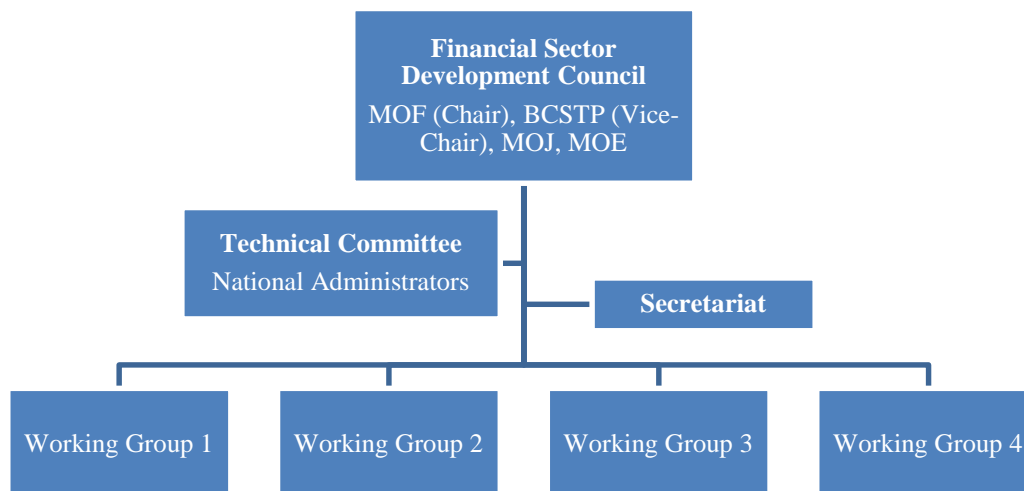 Financial Sector
Development Council
MOF (Chair), BCSTP (Vice-
Chair), MOJ, MOE
Technical Committee
National Administrators
Secretariat
Working Group 1
Working Group 2
Working Group 3
Working Group 4